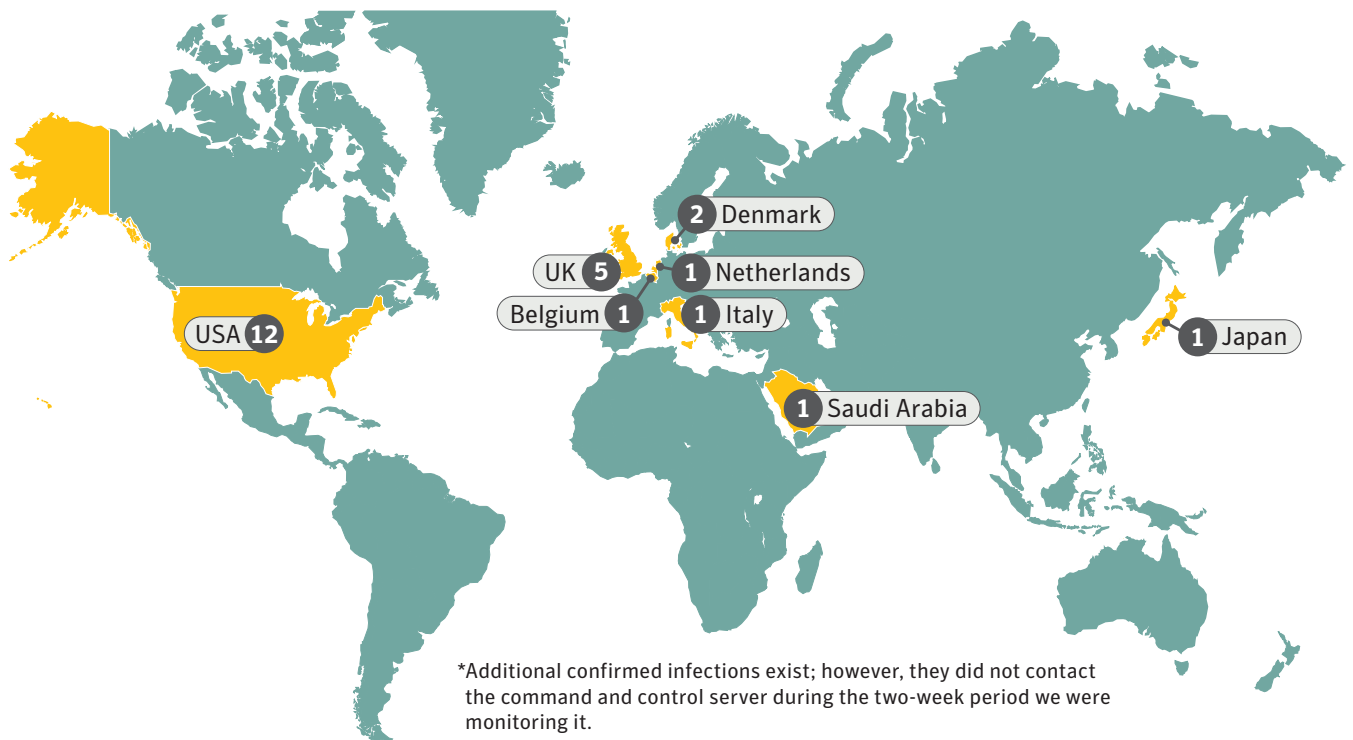 2 Denmark
UK 5
1 Netherlands
Belgium 1
1 Italy
USA 12
1 Japan
1 Saudi Arabia
*Additional confirmed infections exist; however, they did not contact
the command and control server during the two-week period we were
monitoring it.